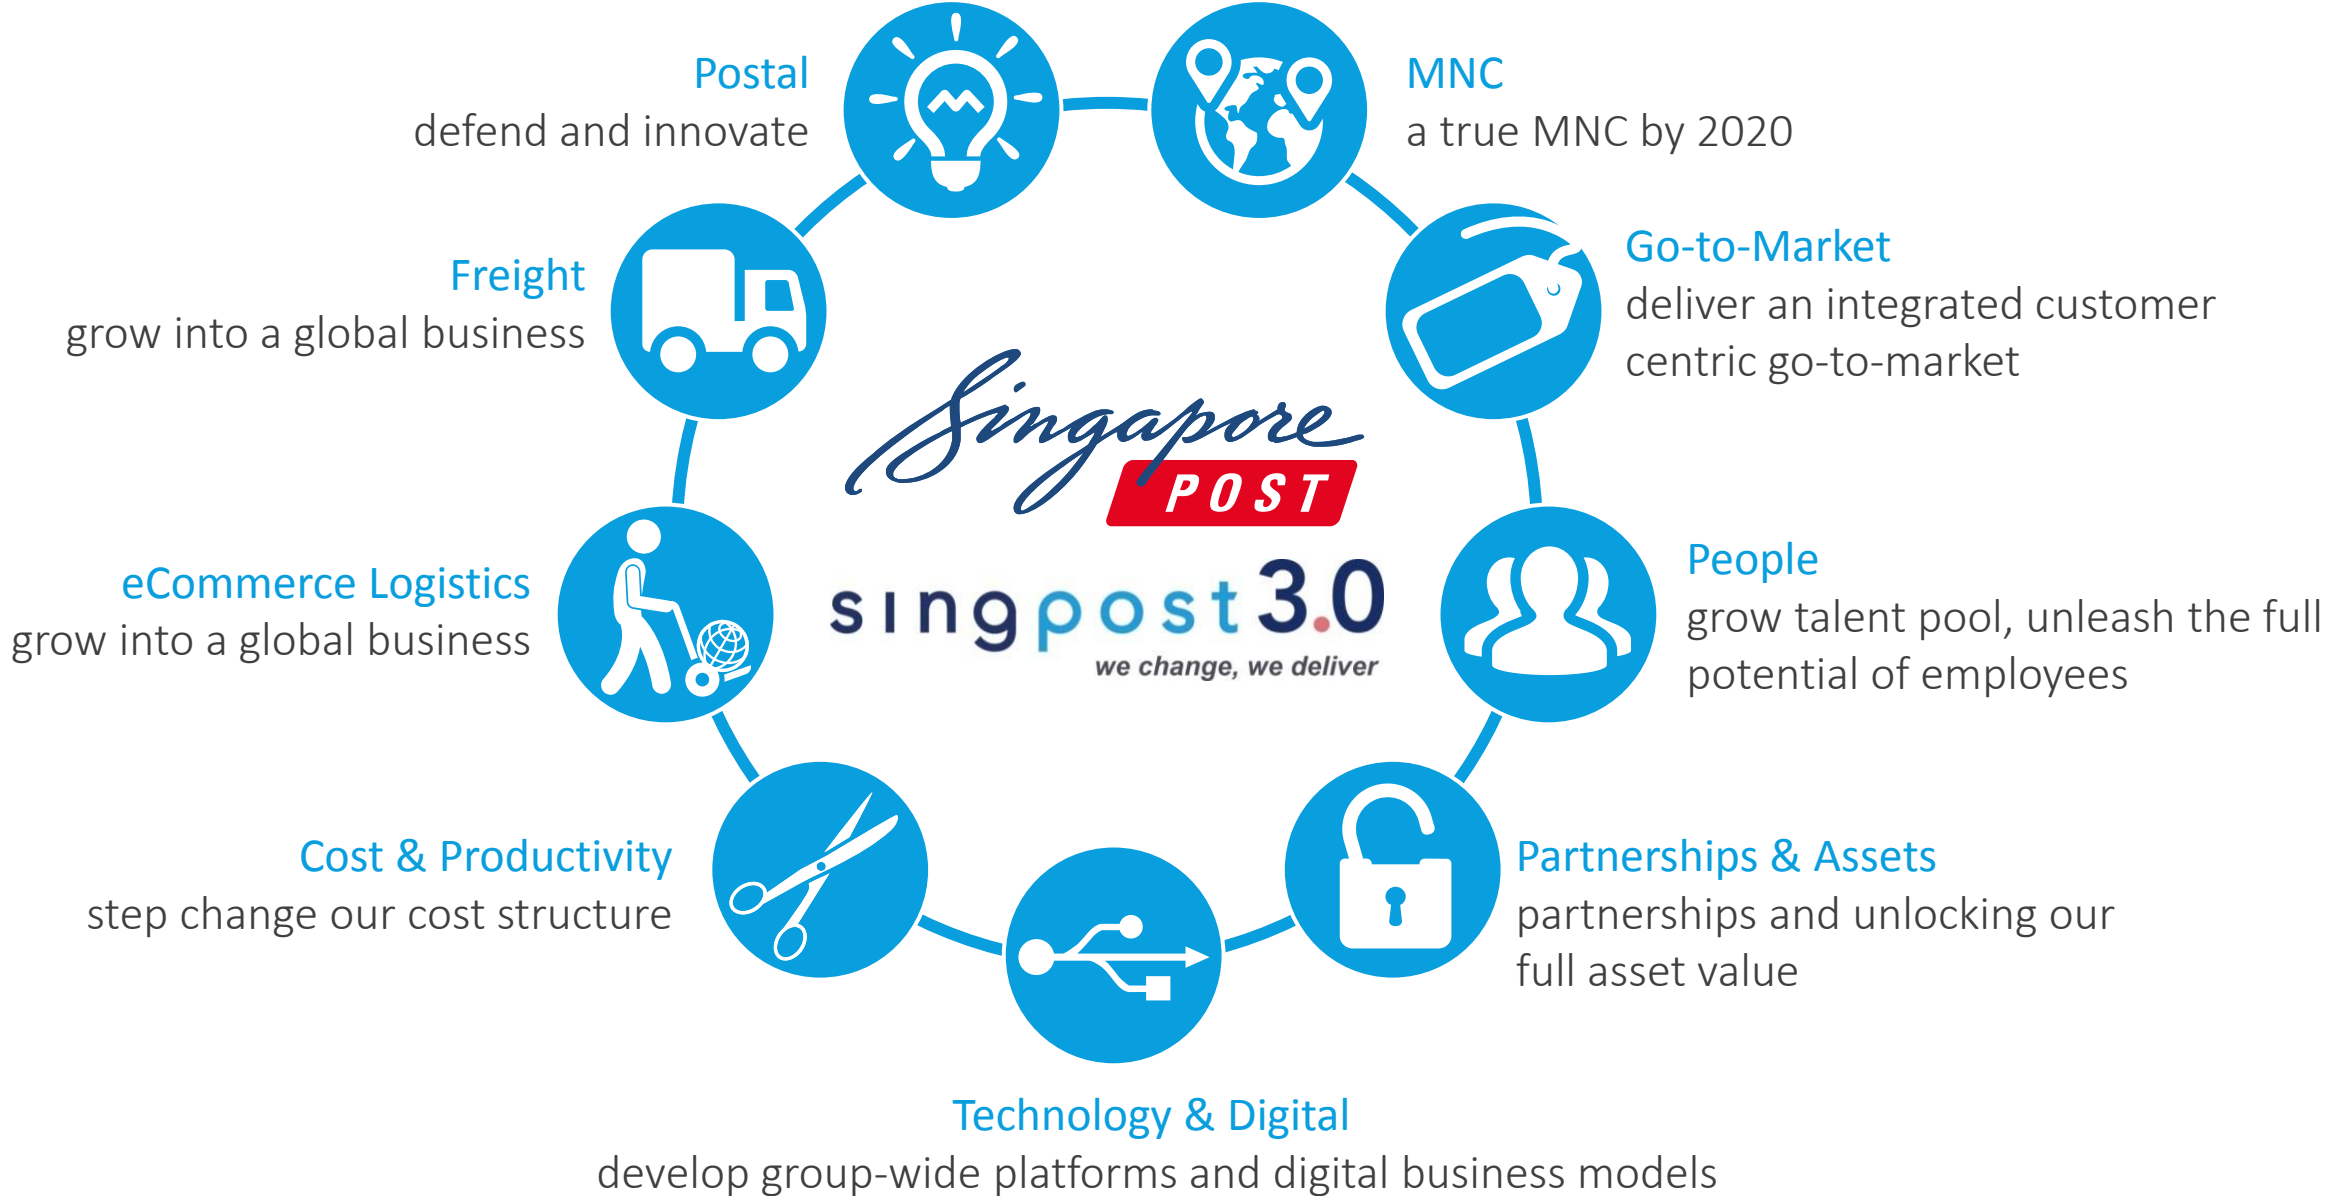 Postal
defend and innovate
MNC
a true MNC by 2020
Freight
grow into a global business
Go-to-Market
deliver an integrated customer
centric go-to-market
Singapore
POST
singpost 3.0
we change, we deliver
eCommerce Logistics
grow into a global business
People
grow talent pool, unleash the full
potential of employees
Cost & Productivity
step change our cost structure
Partnerships & Assets
partnerships and unlocking our
full asset value
Technology & Digital
develop group-wide platforms and digital business models